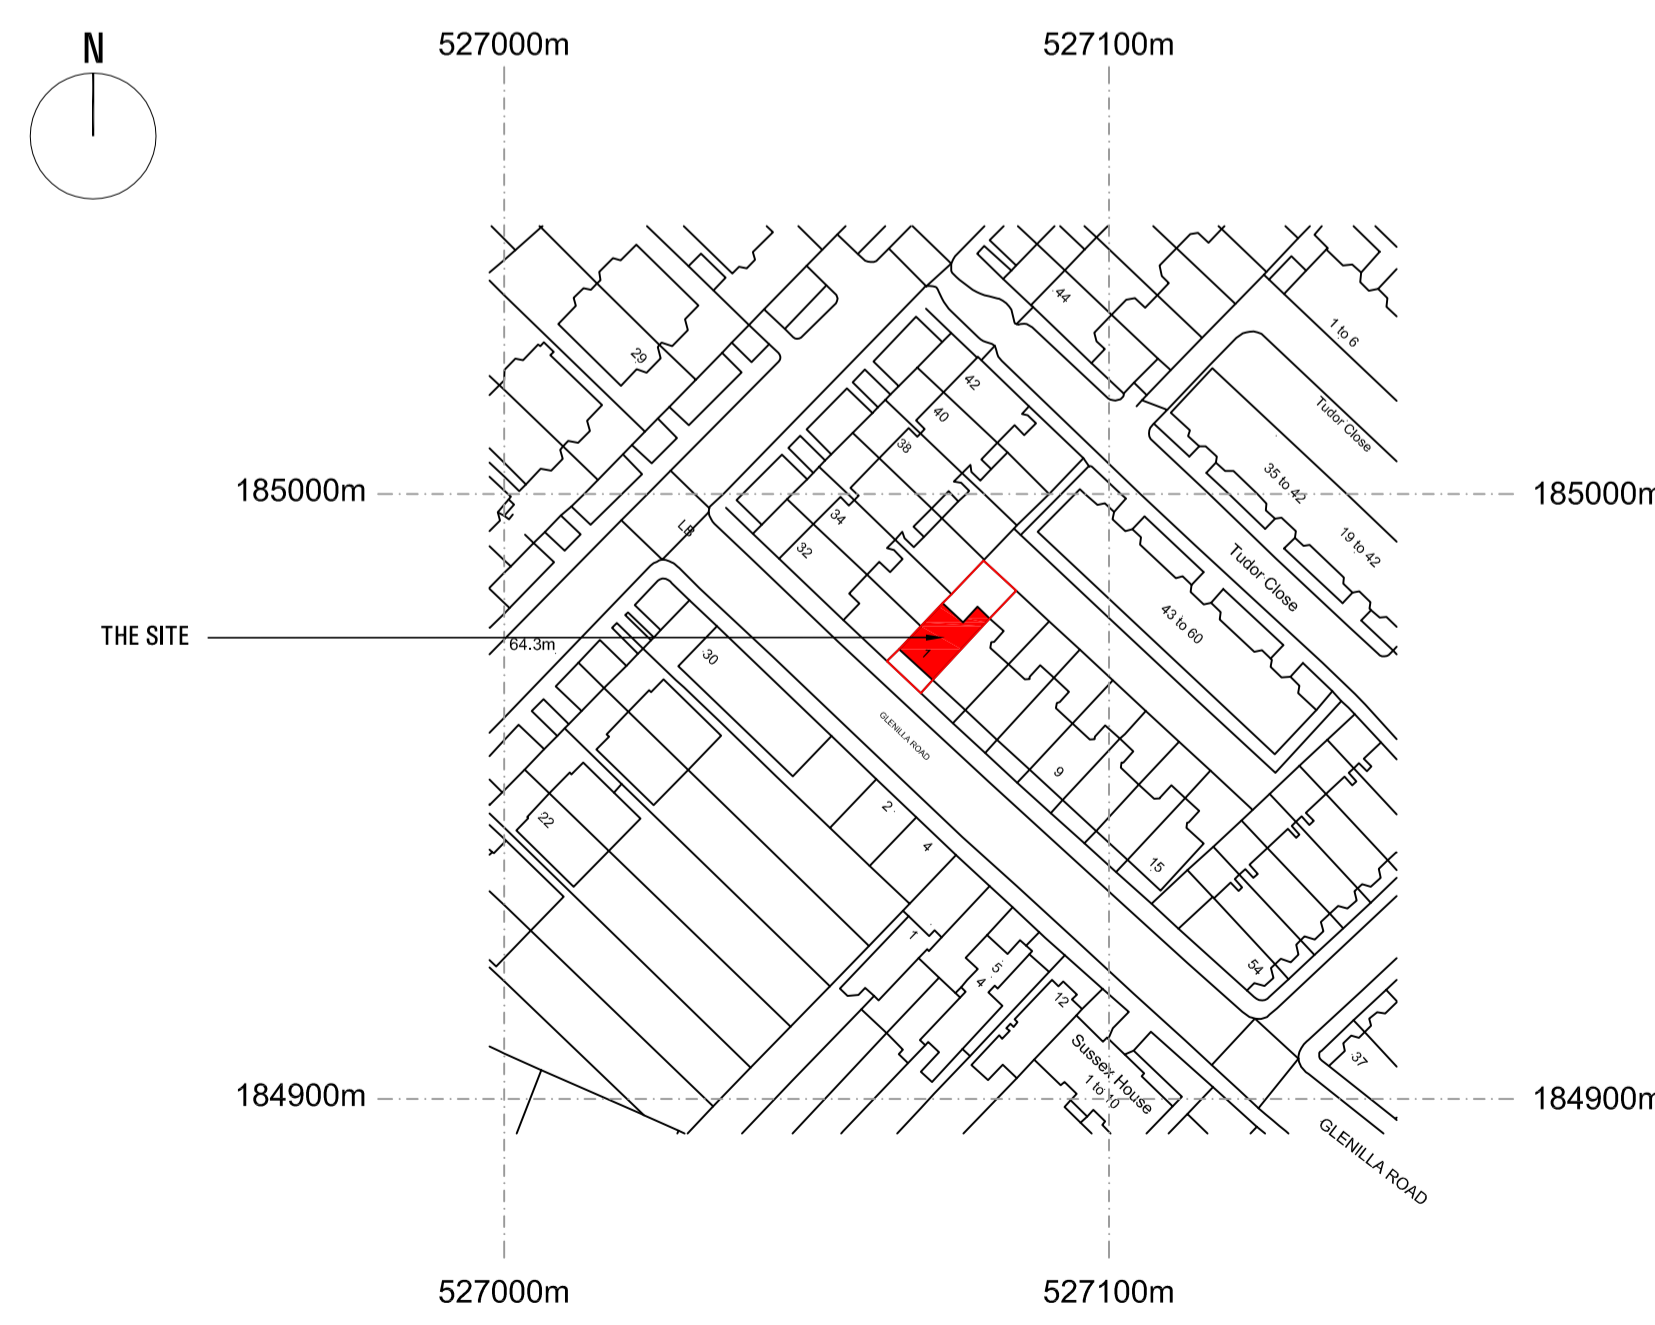 N
527000m
527100m
44
1 to 6
29
42
Tudor Close
40
38
35 to 42
185000m
185000m
34
LB
19 to 42
32
Tudor Close
43 to 60
THE SITE
64.3m
1
30
GLENILLA ROAD
9
2
22
4
15
1
5
54
4
12
37
Sussex House
1 to 10
184900m
184900m
GLENILLA ROAD
527000m
527100m